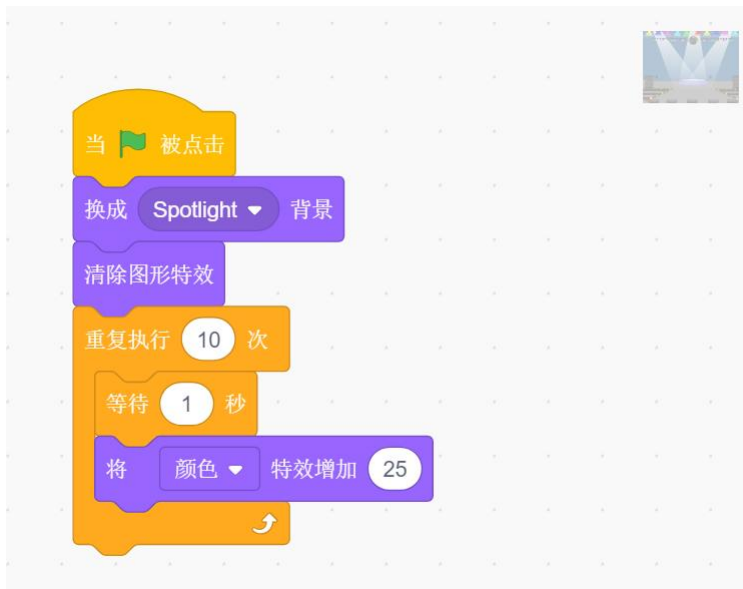 当 被点击
换成 Spotlight 背景
清除图形特效
重复执行 10 次
等待 1 秒
将 颜色 特效增加 25